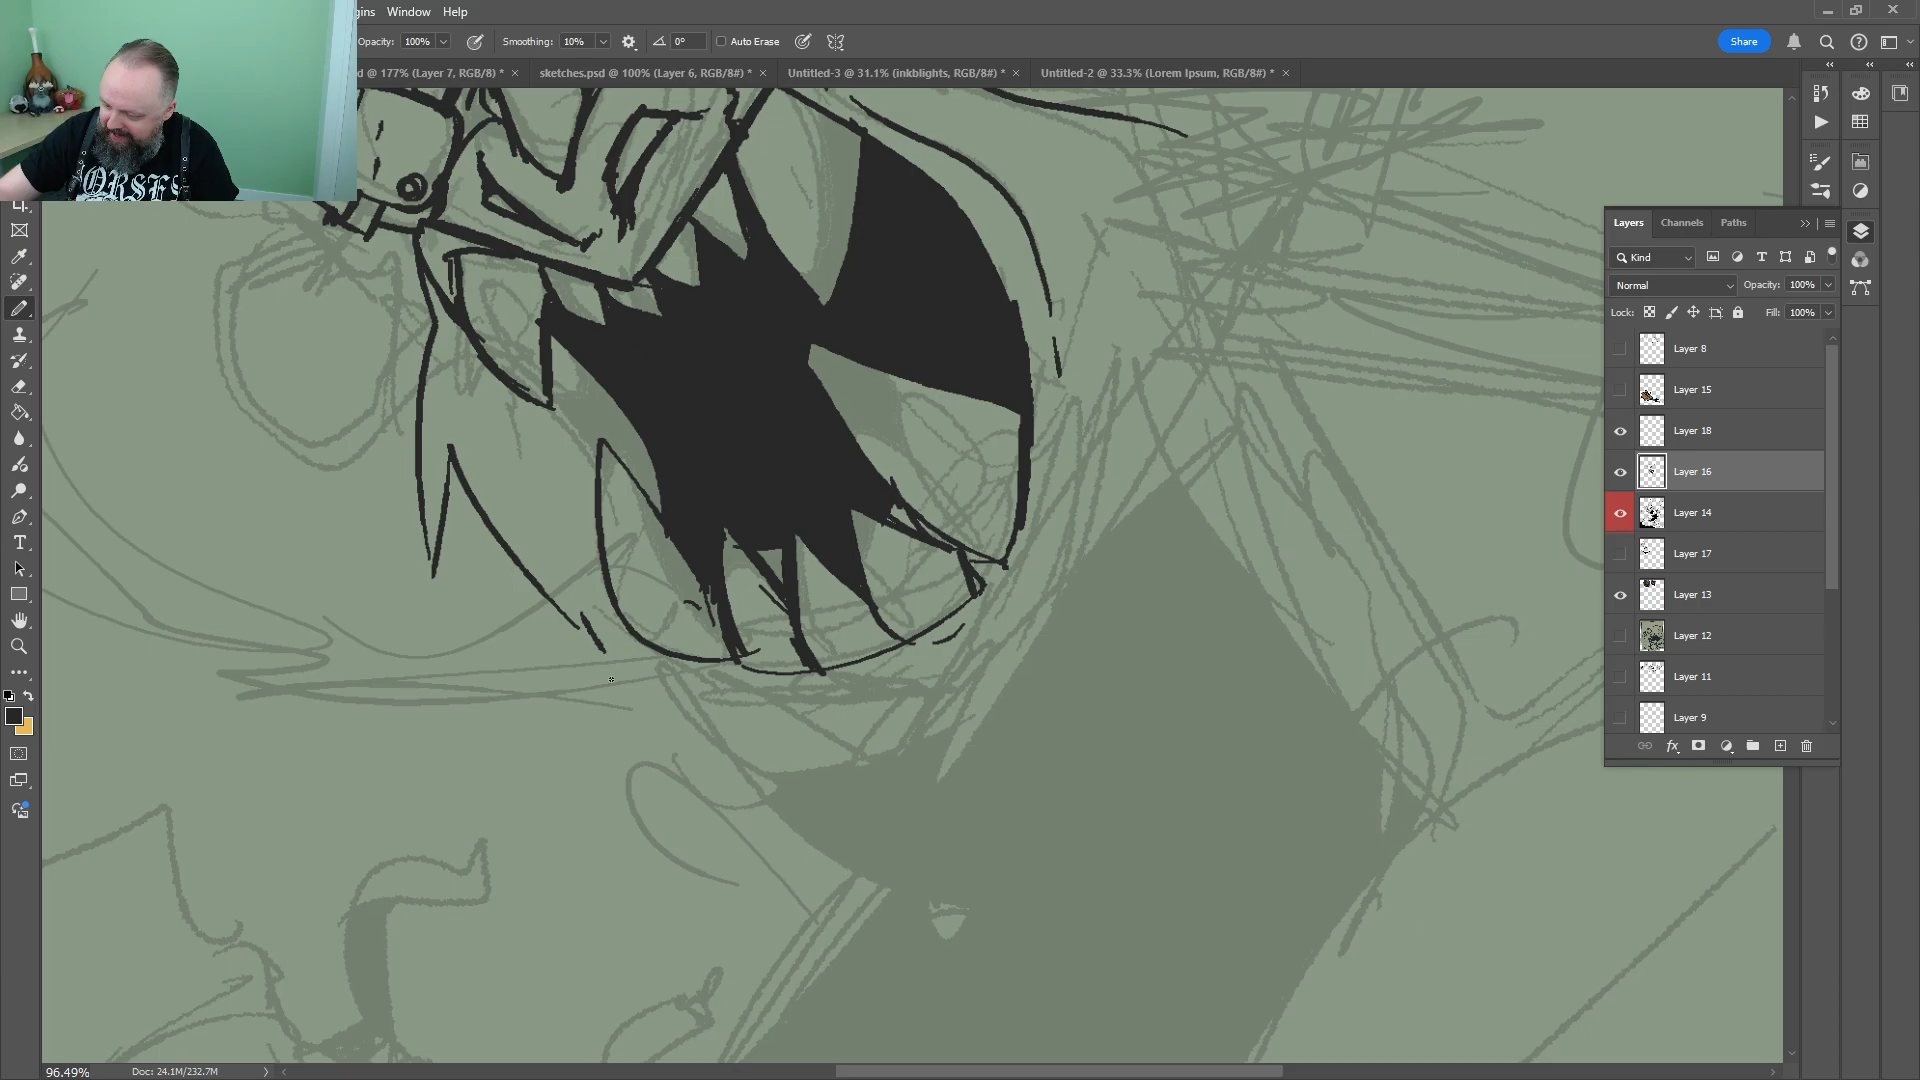 gins Window Help
Opacity: 100% Smoothing: 10% 0° Auto Erase Share
d @ 177% (Layer 7, RGB/8) * sketches.psd @ 100% (Layer 6, RGB/8#) * Untitled-3 @ 31.1% (inkblights, RGB/8#) * Untitled-2 @ 33.3% (Lorem Ipsum, RGB/8#) *
Layers Channels Paths
Kind
Normal Opacity: 100%
Lock: Fill: 100%
Layer 8
Layer 15
Layer 18
Layer 16
Layer 14
Layer 17
Layer 13
Layer 12
Layer 11
Layer 9
96.49% Doc: 24.1M/232.7M